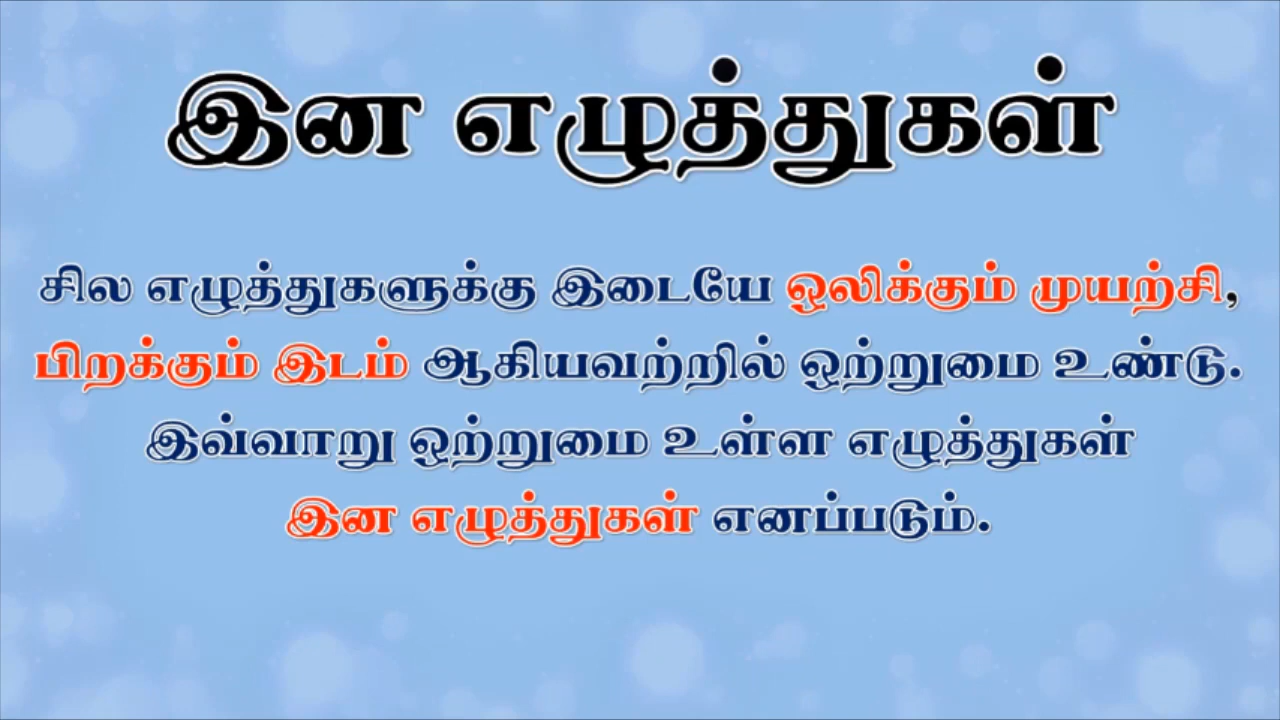 இன எழுத்துகள்
சில எழுத்துகளுக்கு இடையே ஒலிக்கும் முயற்சி,
பிறக்கும் இடம் ஆகியவற்றில் ஒற்றுமை உண்டு.
இவ்வாறு ஒற்றுமை உள்ள எழுத்துகள்
இன எழுத்துகள் எனப்படும்.